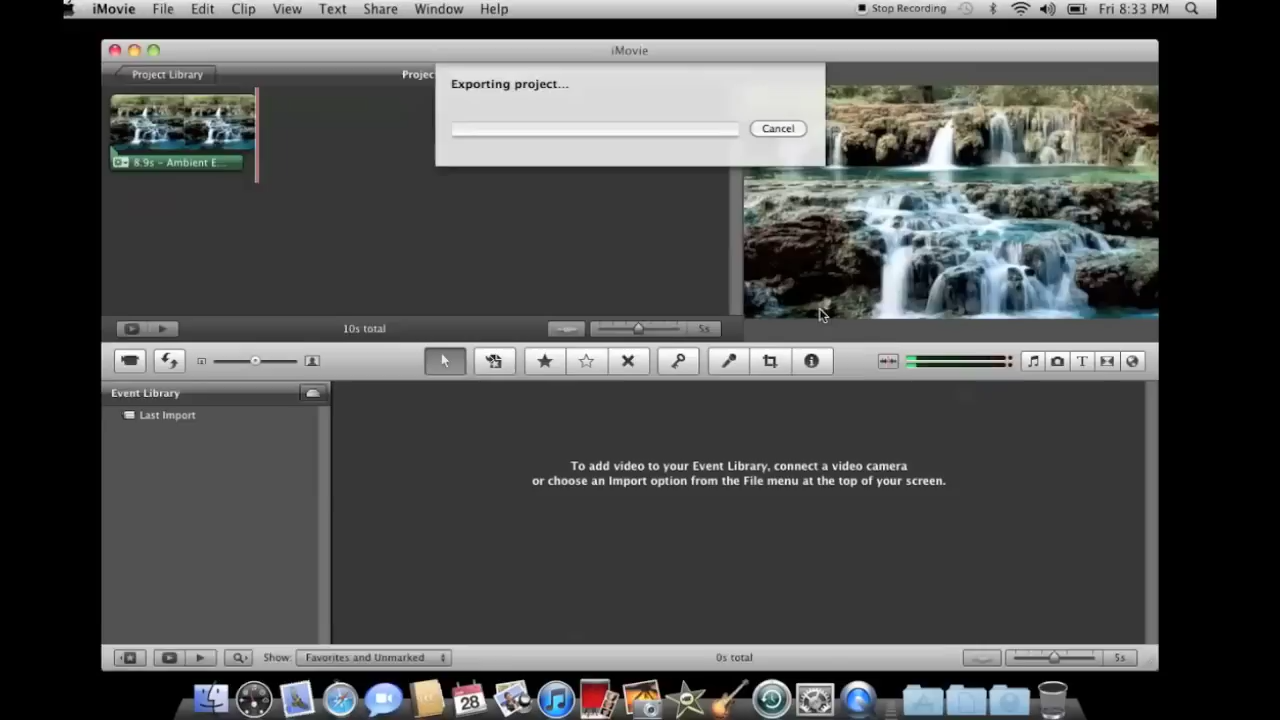 iMovie File Edit Clip View Text Share Window Help Stop Recording Fri 8:33 PM
iMovie
Project Library Projec
Exporting project...
Cancel
8.9s – Ambient E...
10s total 5s
Event Library
Last Import
To add video to your Event Library, connect a video camera
or choose an Import option from the File menu at the top of your screen.
Show: Favorites and Unmarked 0s total 5s
28